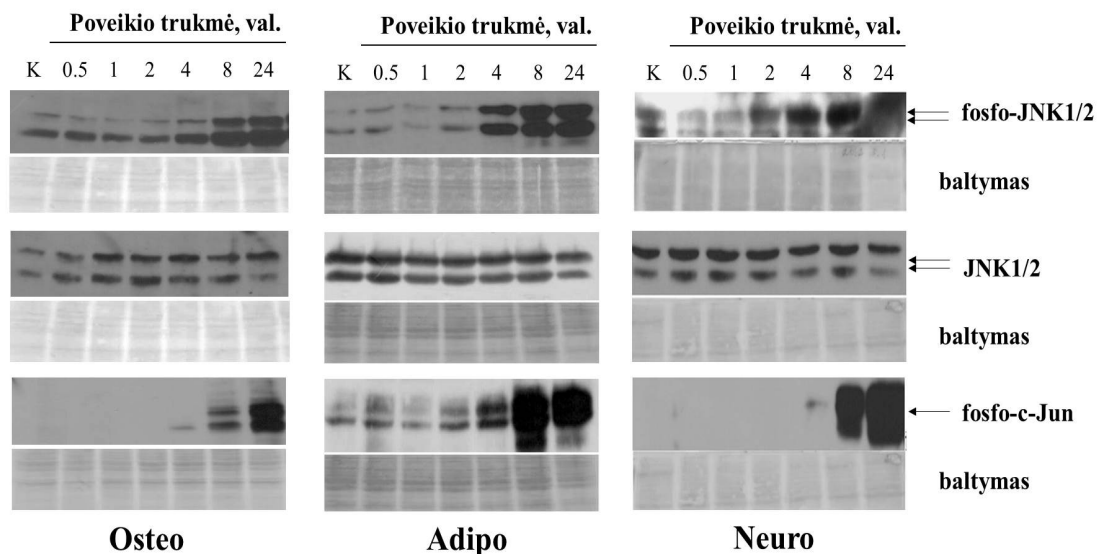 Poveikio trukmė, val. Poveikio trukmė, val. Poveikio trukmė, val.
K 0.5 1 2 4 8 24 K 0.5 1 2 4 8 24 K 0.5 1 2 4 8 24
fosfo-JNK1/2
baltymas
JNK1/2
baltymas
fosfo-c-Jun
baltymas
Osteo Adipo Neuro